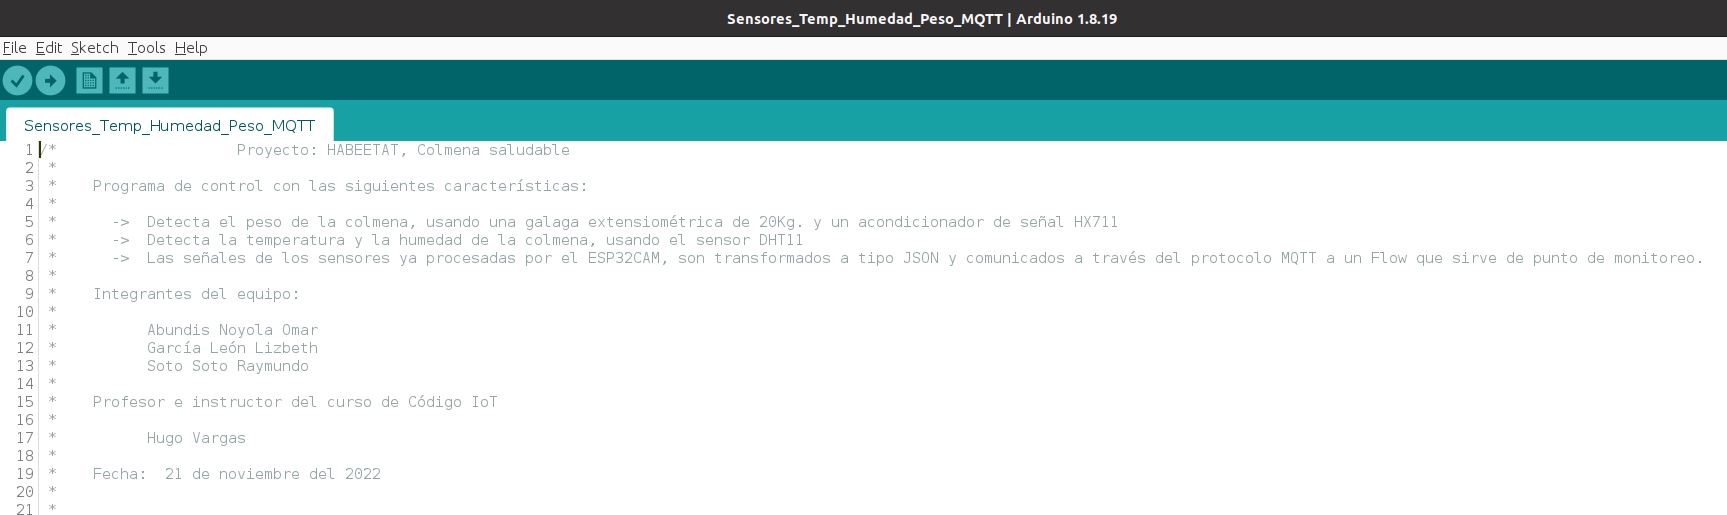 Sensores_Temp_Humedad_Peso_MQTT | Arduino 1.8.19
File Edit Sketch Tools Help
Sensores_Temp_Humedad_Peso_MQTT
1 /* Proyecto: HABEETAT, Colmena saludable
2 *
3 * Programa de control con las siguientes características:
4 *
5 * -> Detecta el peso de la colmena, usando una galaga extensiométrica de 20Kg. y un acondicionador de señal HX711
6 * -> Detecta la temperatura y la humedad de la colmena, usando el sensor DHT11
7 * -> Las señales de los sensores ya procesadas por el ESP32CAM, son transformados a tipo JSON y comunicados a través del protocolo MQTT a un Flow que sirve de punto de monitoreo.
8 *
9 * Integrantes del equipo:
10 *
11 * Abundis Noyola Omar
12 * García León Lizbeth
13 * Soto Soto Raymundo
14 *
15 * Profesor e instructor del curso de Código IoT
16 *
17 * Hugo Vargas
18 *
19 * Fecha: 21 de noviembre del 2022
20 *
21 *